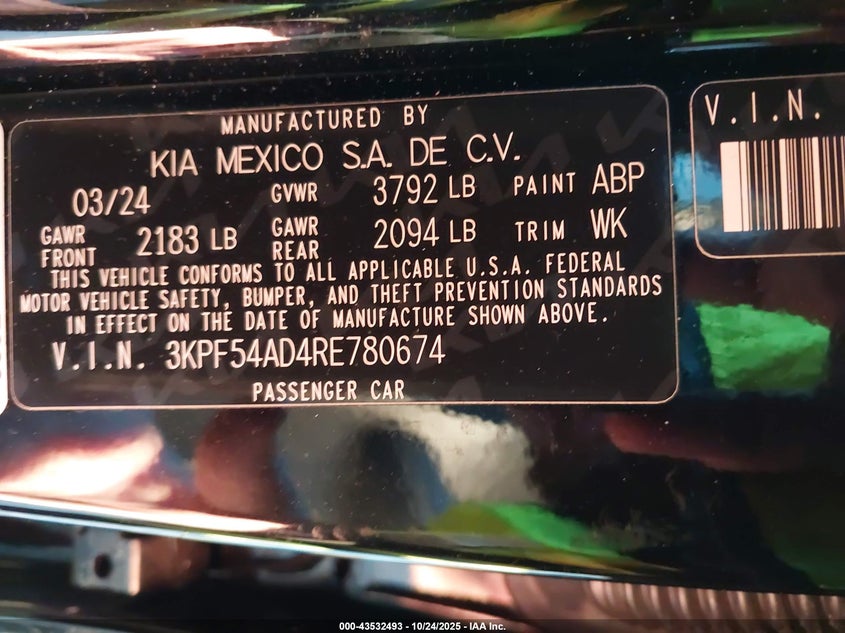 MANUFACTURED BY
KIA MEXICO S.A. DE C.V.
03/24 GVWR 3792 LB PAINT ABP
GAWR FRONT 2183 LB GAWR REAR 2094 LB TRIM WK
THIS VEHICLE CONFORMS TO ALL APPLICABLE U.S.A. FEDERAL
MOTOR VEHICLE SAFETY, BUMPER, AND THEFT PREVENTION STANDARDS
IN EFFECT ON THE DATE OF MANUFACTURE SHOWN ABOVE.
V.I.N. 3KPF54AD4RE780674
PASSENGER CAR
V.I.N.
000-43532493 - 10/24/2025 - IAA Inc.